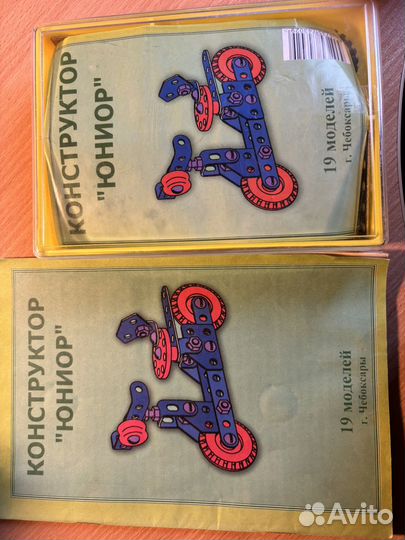 КОНСТРУКТОР
"ЮНИОР"
19 моделей
г. Чебоксары
КОНСТРУКТОР
"ЮНИОР"
19 моделей
г. Чебоксары
Avito